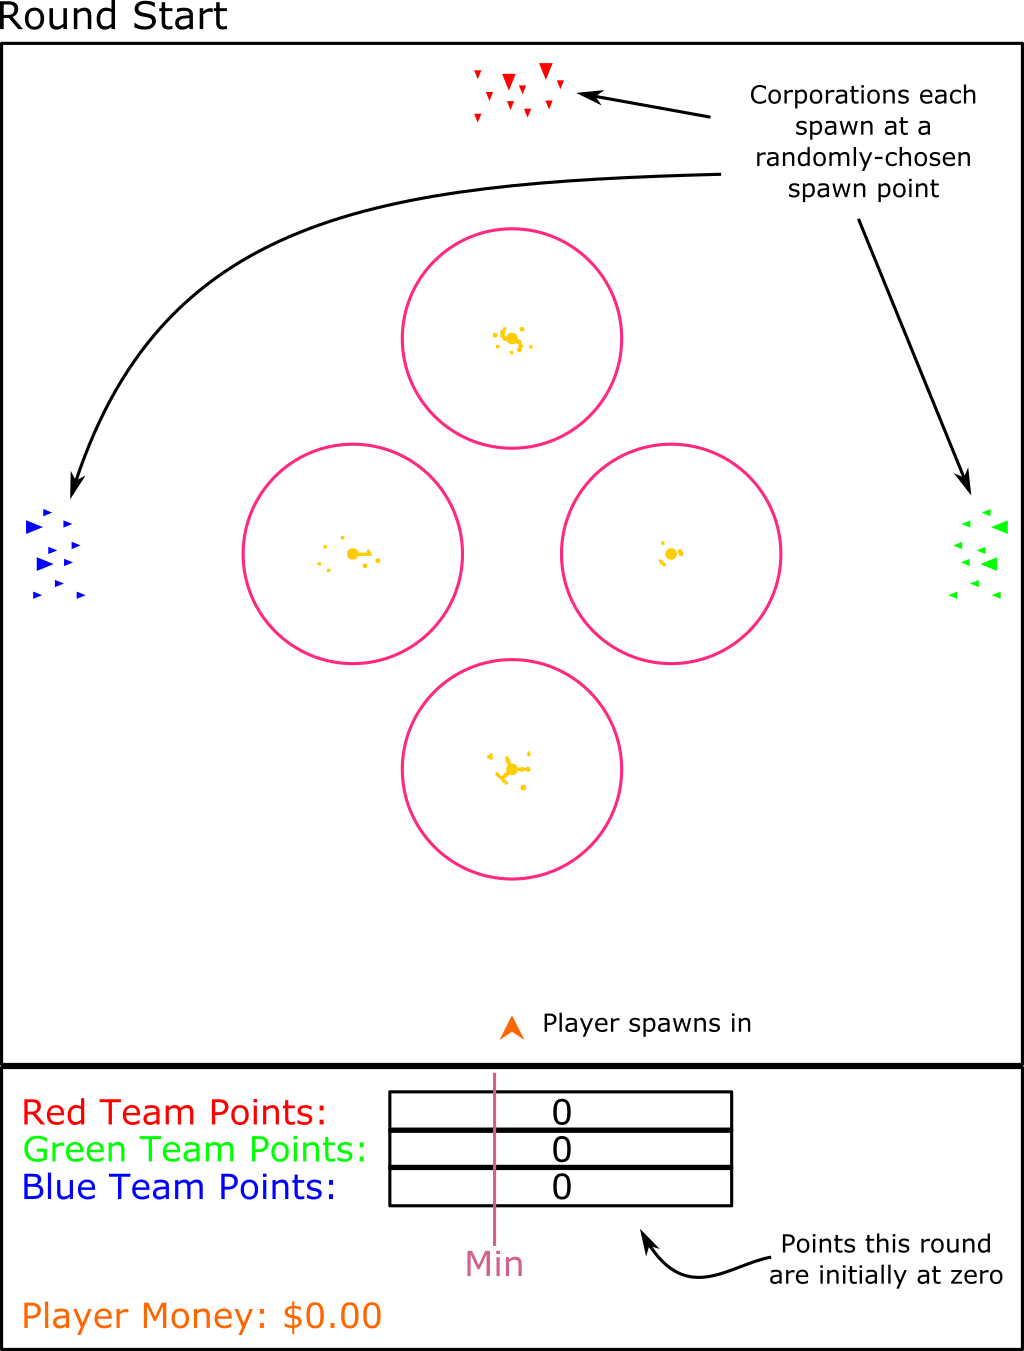 Round Start
Corporations each
spawn at a
randomly-chosen
spawn point
Player spawns in
Red Team Points: 0
Green Team Points: 0
Blue Team Points: 0
Min
Points this round
are initially at zero
Player Money: $0.00